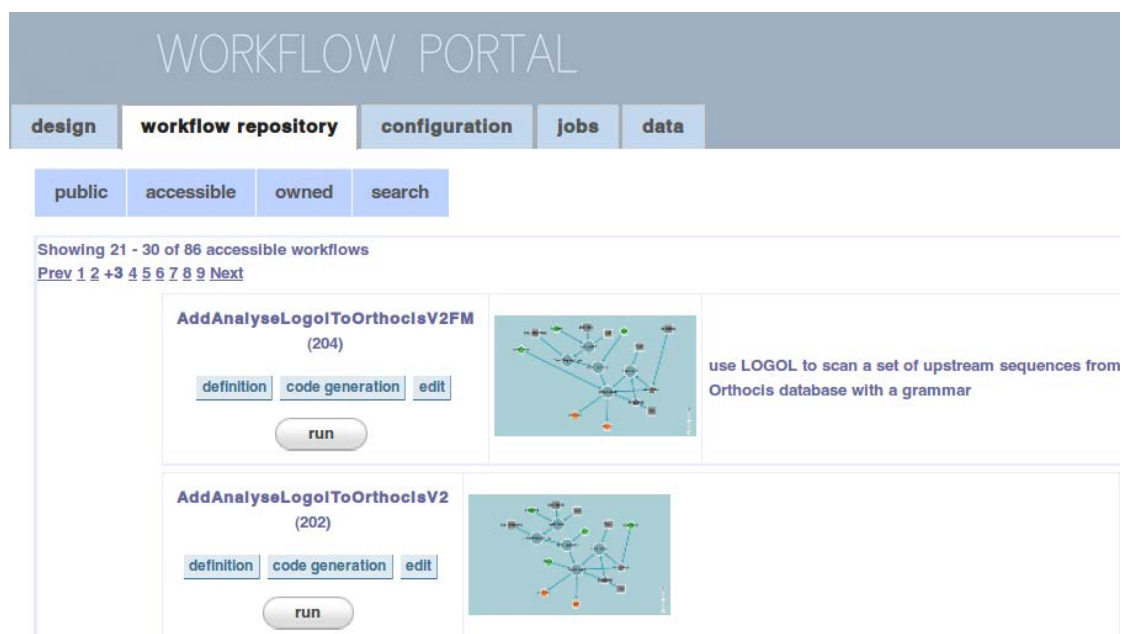 WORKFLOW PORTAL
design workflow repository configuration jobs data
public accessible owned search
Showing 21 - 30 of 86 accessible workflows
Prev 1 2 +3 4 5 6 7 8 9 Next
AddAnalyseLogolToOrthocisV2FM
(204)
definition code generation edit
run
use LOGOL to scan a set of upstream sequences from
Orthocis database with a grammar
AddAnalyseLogolToOrthocisV2
(202)
definition code generation edit
run